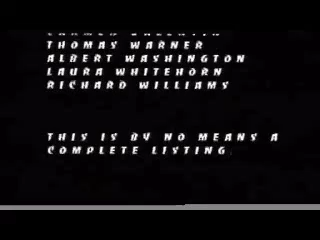 THOMAS WARNER
ALBERT WASHINGTON
LAURA WHITEHORN
RICHARD WILLIAMS
THIS IS BY NO MEANS A
COMPLETE LISTING